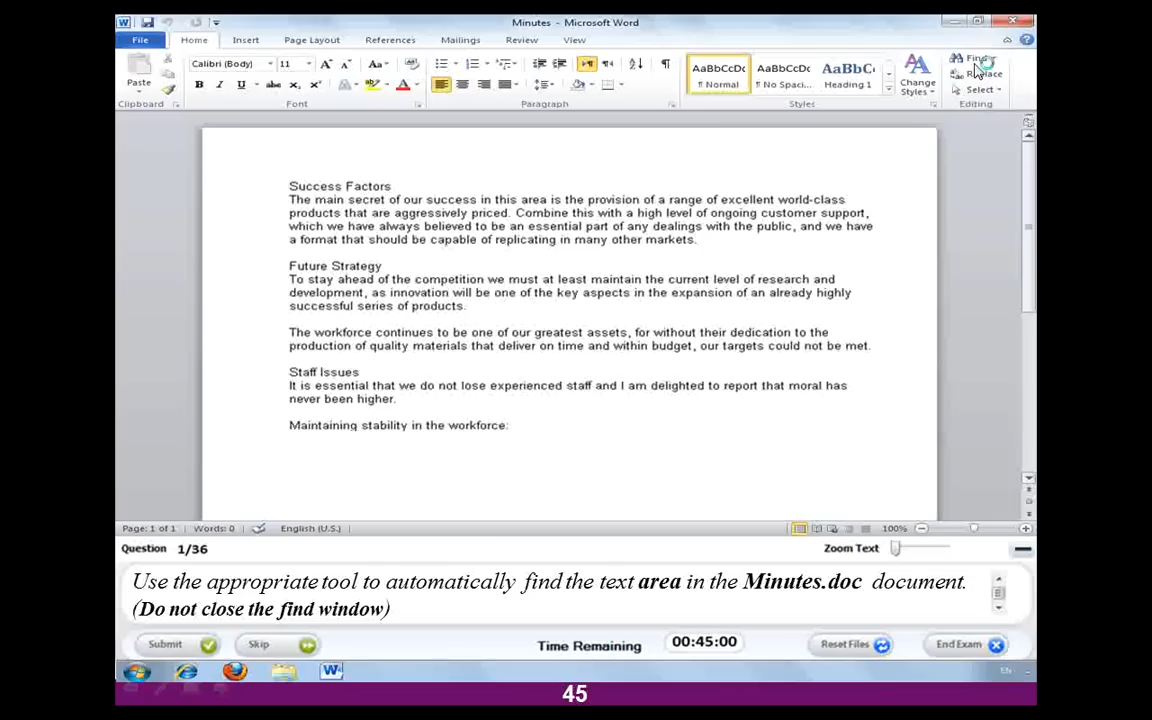 Minutes - Microsoft Word
File Home Insert Page Layout References Mailings Review View
Calibri (Body) 11
Paste
Clipboard Font Paragraph Styles Editing
AaBbCcDc AaBbCcDc AaBbC
¶ Normal ¶ No Spaci... Heading 1
Change
Styles
Find
Replace
Select
Success Factors
The main secret of our success in this area is the provision of a range of excellent world-class
products that are aggressively priced. Combine this with a high level of ongoing customer support,
which we have always believed to be an essential part of any dealings with the public, and we have
a format that should be capable of replicating in many other markets.
Future Strategy
To stay ahead of the competition we must at least maintain the current level of research and
development, as innovation will be one of the key aspects in the expansion of an already highly
successful series of products.
The workforce continues to be one of our greatest assets, for without their dedication to the
production of quality materials that deliver on time and within budget, our targets could not be met.
Staff Issues
It is essential that we do not lose experienced staff and I am delighted to report that moral has
never been higher.
Maintaining stability in the workforce:
Page: 1 of 1 Words: 0 English (U.S.) 100%
Question 1/36 Zoom Text
Use the appropriate tool to automatically find the text area in the Minutes.doc document.
(Do not close the find window)
Submit Skip Time Remaining 00:45:00 Reset Files End Exam
EN
45